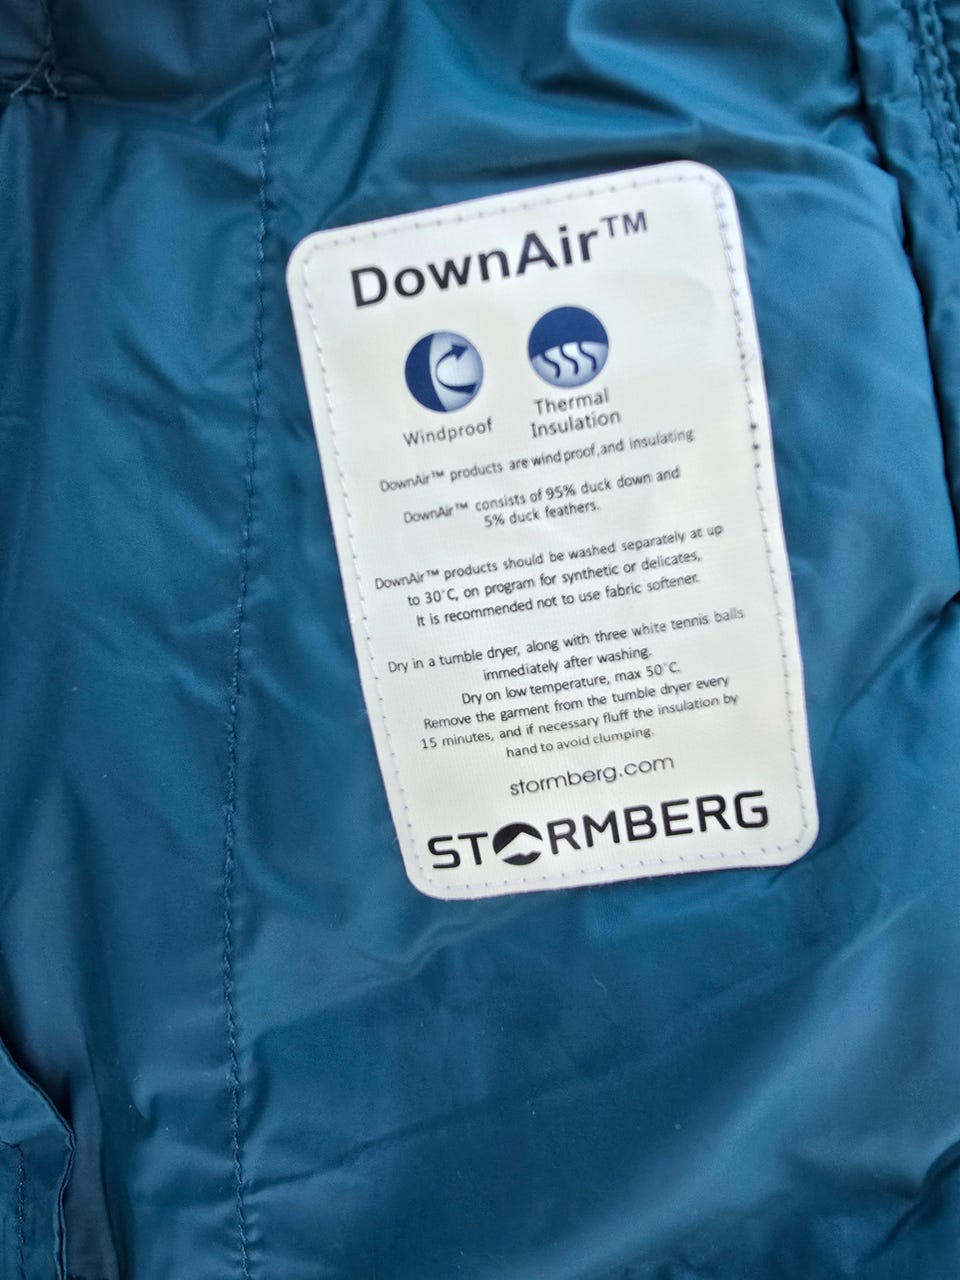 DownAir™
Windproof
Thermal
Insulation
DownAir™ products are windproof,and insulating
DownAir™ consists of 95% duck down and
5% duck feathers.
DownAir™ products should be washed separately at up
to 30°C, on program for synthetic or delicates,
It is recommended not to use fabric softener.
Dry in a tumble dryer, along with three white tennis balls
immediately after washing.
Dry on low temperature, max 50°C.
Remove the garment from the tumble dryer every
15 minutes, and if necessary fluff the insulation by
hand to avoid clumping.
stormberg.com
STORMBERG